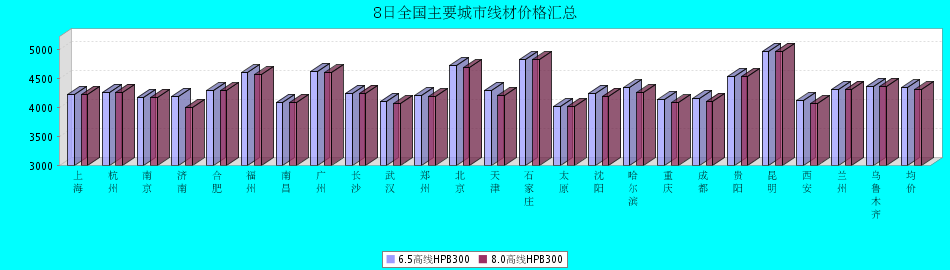 8日全国主要城市线材价格汇总
5000
4500
4000
3500
3000
上海
杭州
南京
济南
合肥
福州
南昌
广州
长沙
武汉
郑州
北京
天津
石家庄
太原
沈阳
哈尔滨
重庆
成都
贵阳
昆明
西安
兰州
乌鲁木齐
均价
6.5高线HPB300
8.0高线HPB300